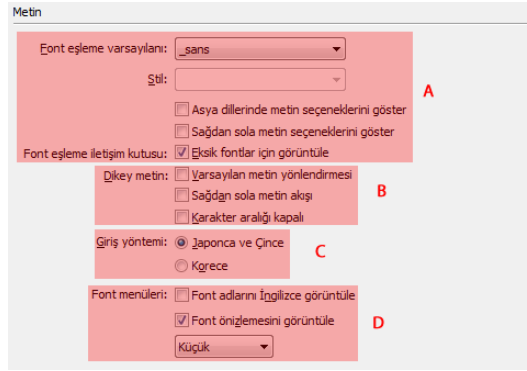 Metin
Font eşleme varsayılanı: _sans
Stil:
A
Asya dillerinde metin seçeneklerini göster
Sağdan sola metin seçeneklerini göster
Font eşleme iletişim kutusu: Eksik fontlar için görüntüle
Dikey metin: Varsayılan metin yönlendirmesi
Sağdan sola metin akışı
B
Karakter aralığı kapalı
Giriş yöntemi: Japonca ve Çince
C
Korece
Font menüleri: Font adlarını İngilizce görüntüle
Font önizlemesini görüntüle
D
Küçük